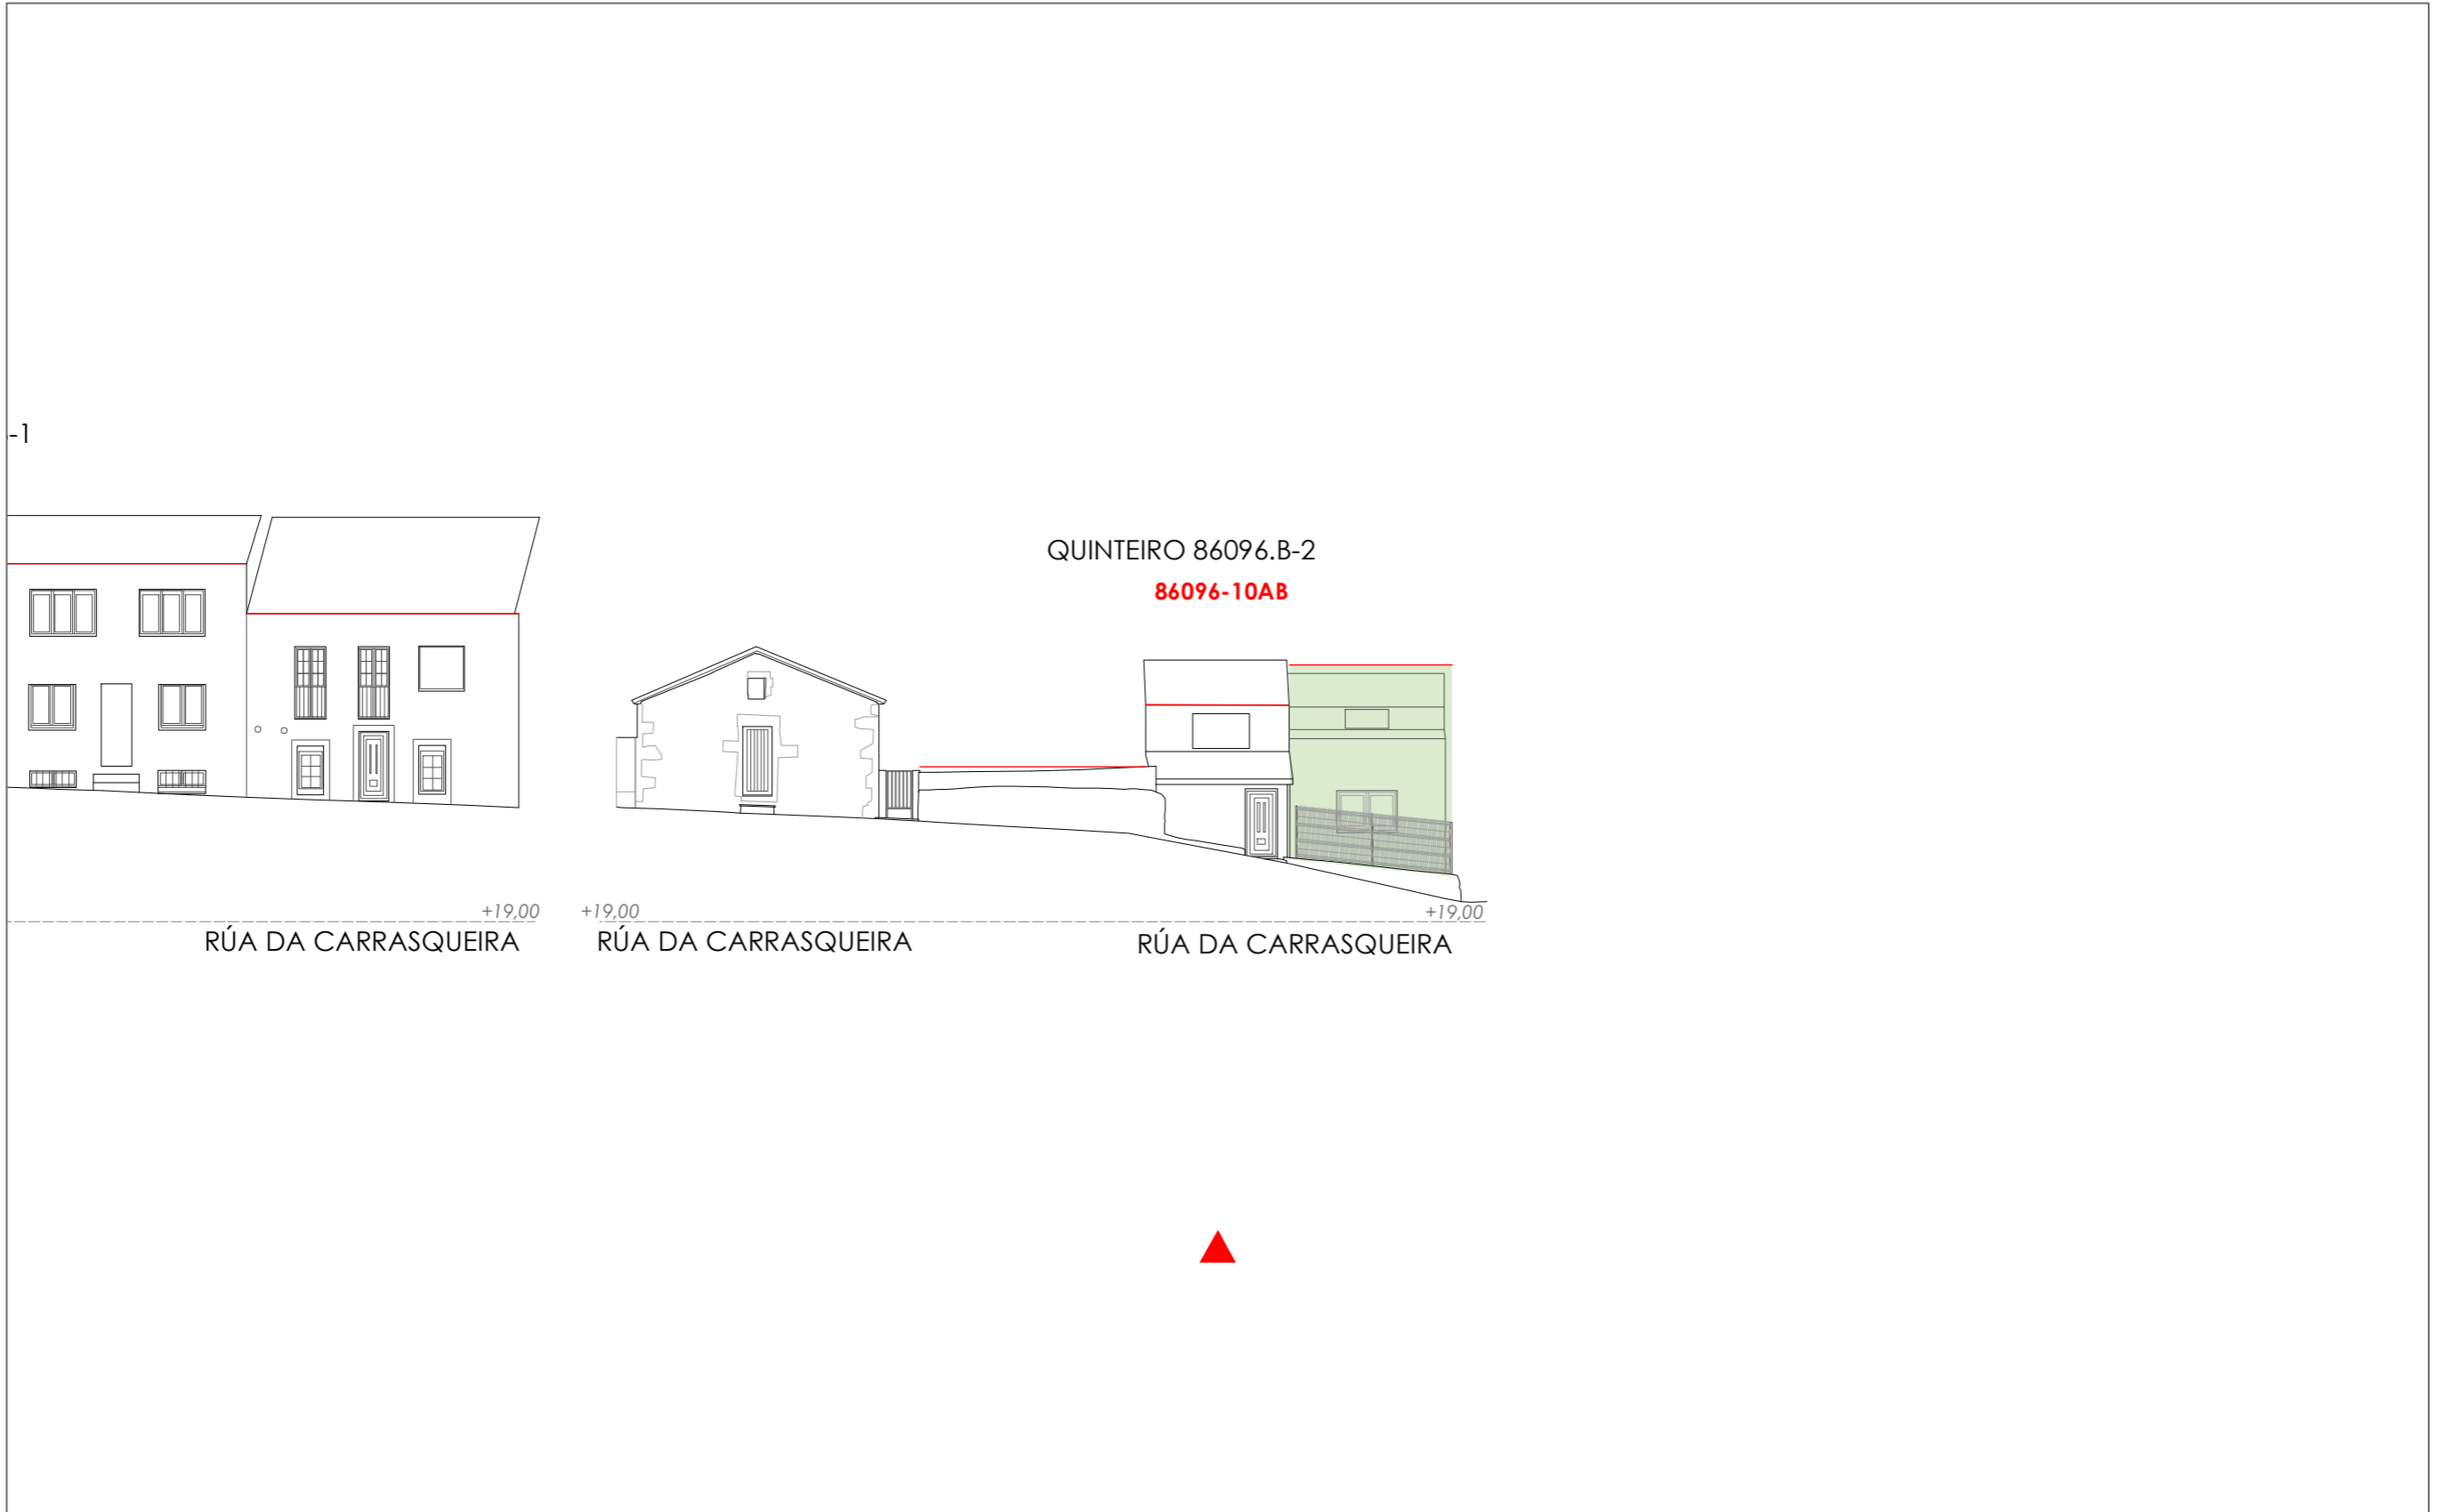 -1
QUINTEIRO 86096.B-2
86096-10AB
+19,00
+19,00
+19,00
RÚA DA CARRASQUEIRA
RÚA DA CARRASQUEIRA
RÚA DA CARRASQUEIRA